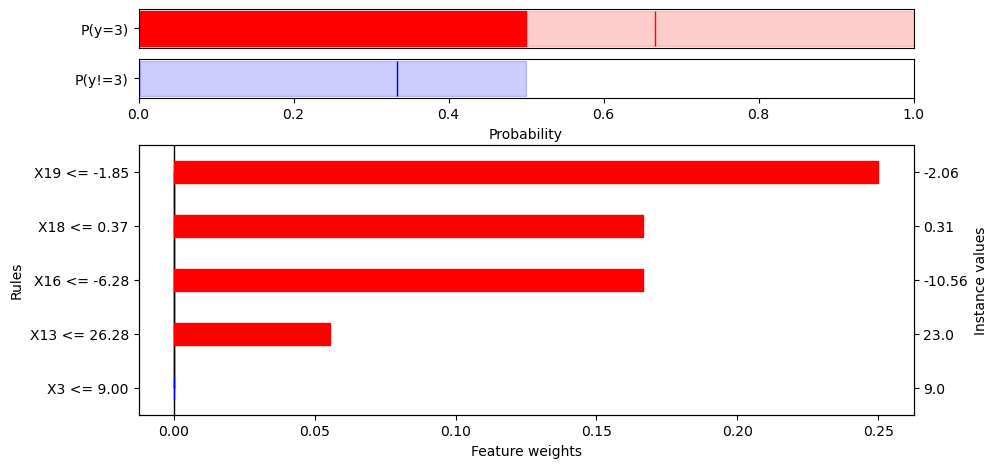 P(y=3)
P(y!=3)
0.0 0.2 0.4 0.6 0.8 1.0
Probability
X19 <= -1.85 -2.06
X18 <= 0.37 0.31
X16 <= -6.28 -10.56
X13 <= 26.28 23.0
X3 <= 9.00 9.0
Rules
Instance values
0.00 0.05 0.10 0.15 0.20 0.25
Feature weights